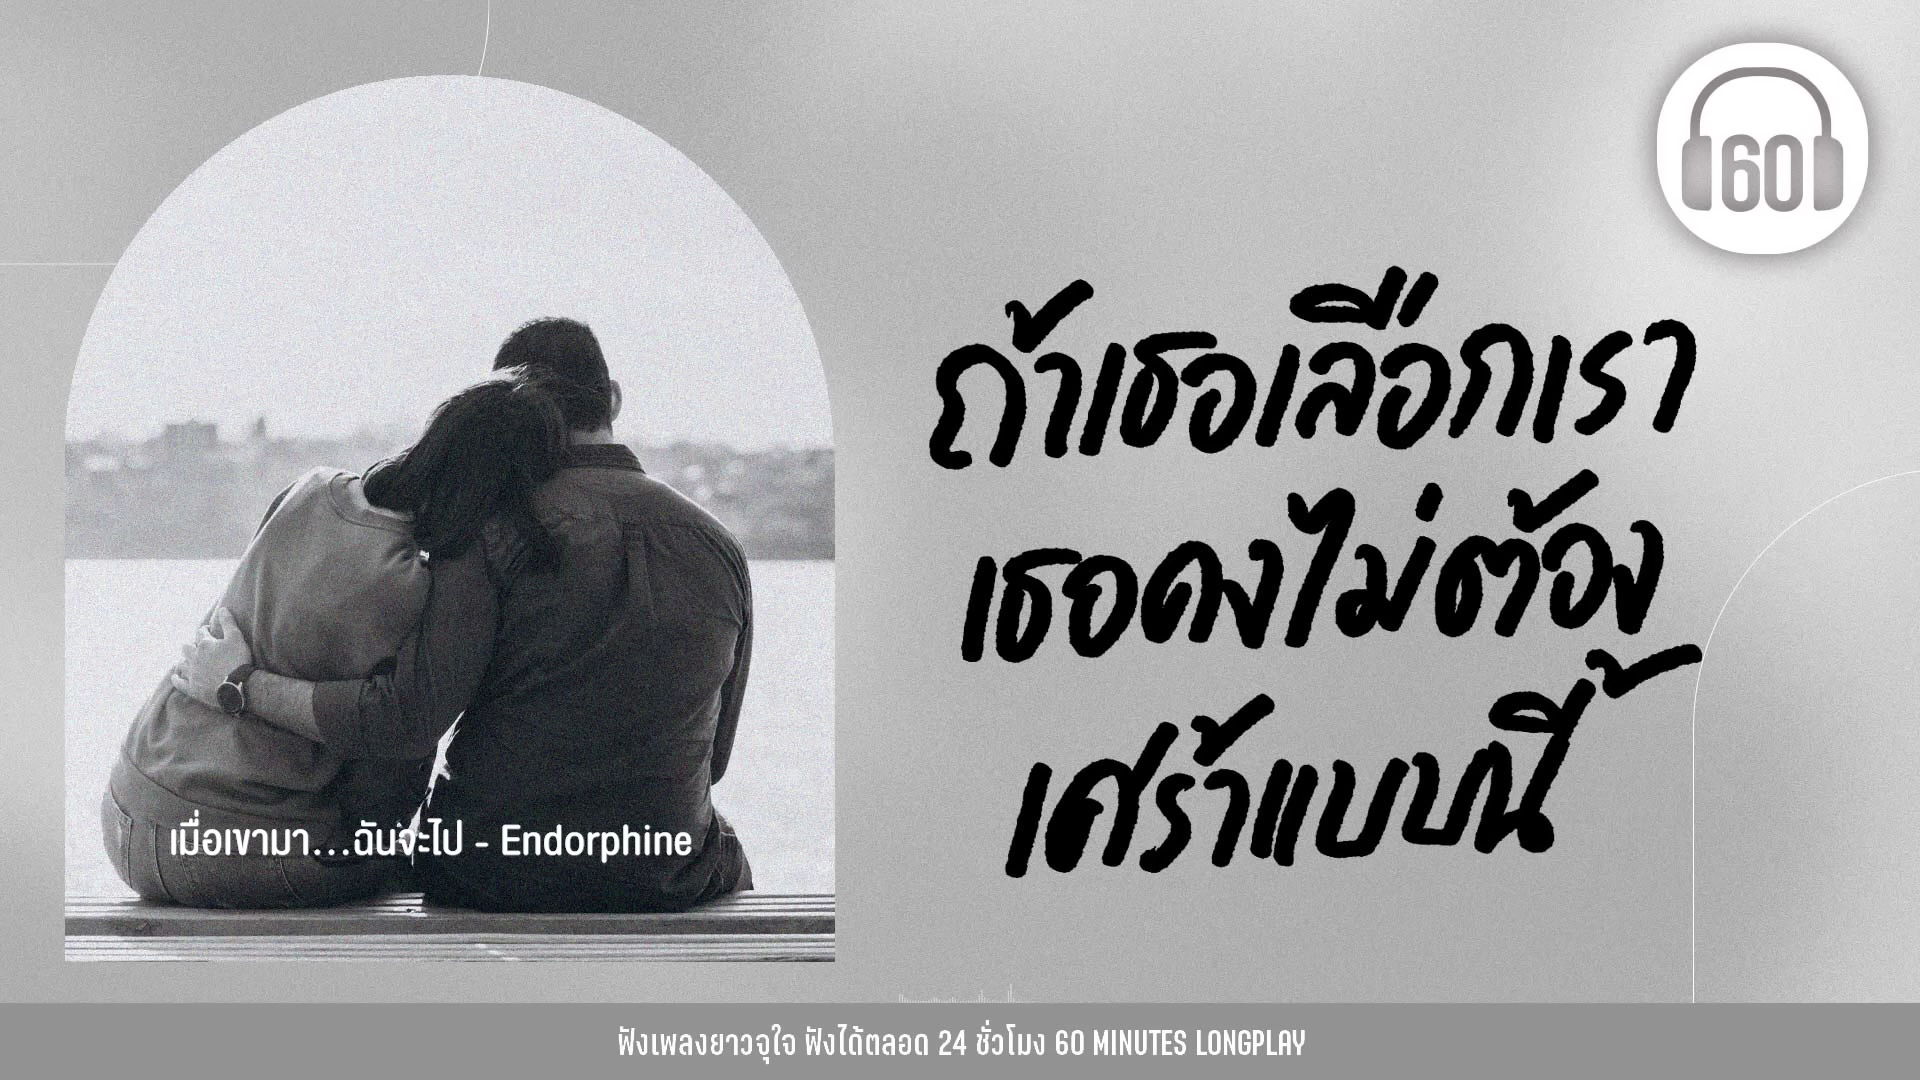 60
ถ้าเธอเลือกเรา
เธอคงไม่ต้อง
เศร้าแบบนี้
เมื่อเขามา...ฉันจะไป - Endorphine
ฟังเพลงยาวจุใจ ฟังได้ตลอด 24 ชั่วโมง 60 MINUTES LONGPLAY